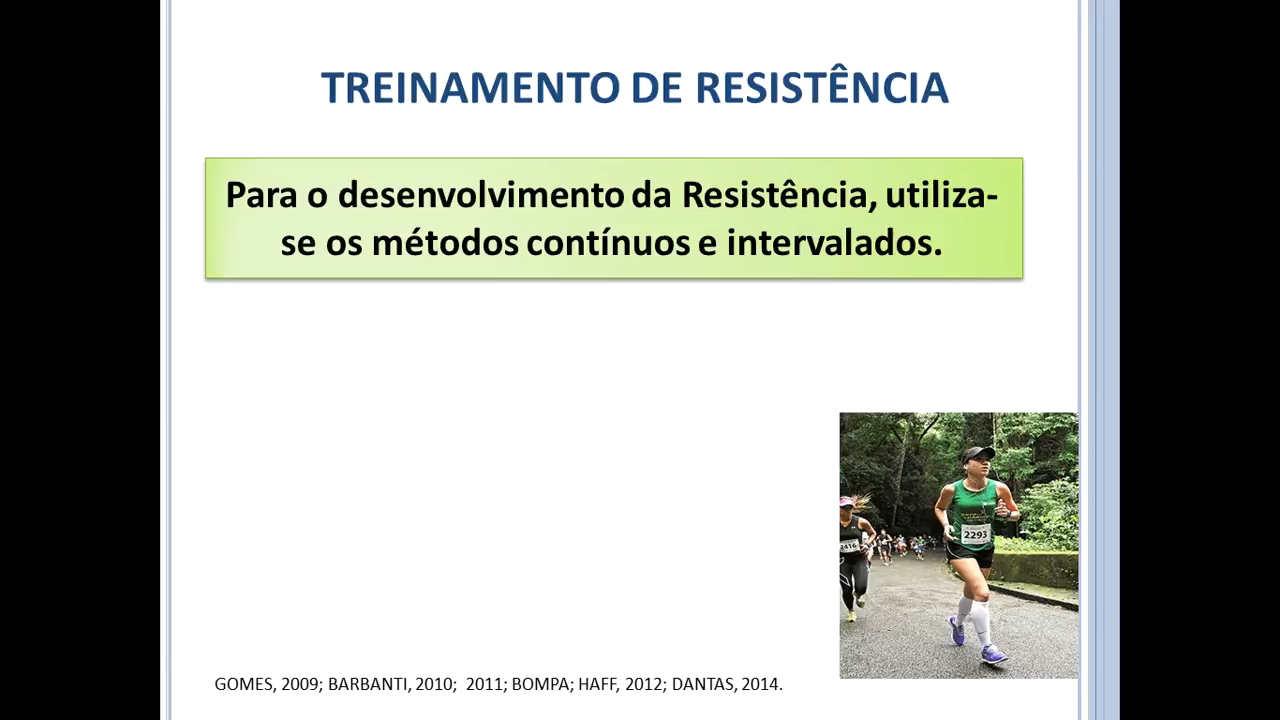 TREINAMENTO DE RESISTÊNCIA
Para o desenvolvimento da Resistência, utiliza-
se os métodos contínuos e intervalados.
2416
2293
GOMES, 2009; BARBANTI, 2010;  2011; BOMPA; HAFF, 2012; DANTAS, 2014.